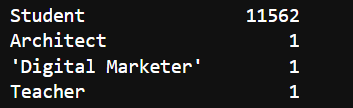 Student 11562
Architect 1
'Digital Marketer' 1
Teacher 1